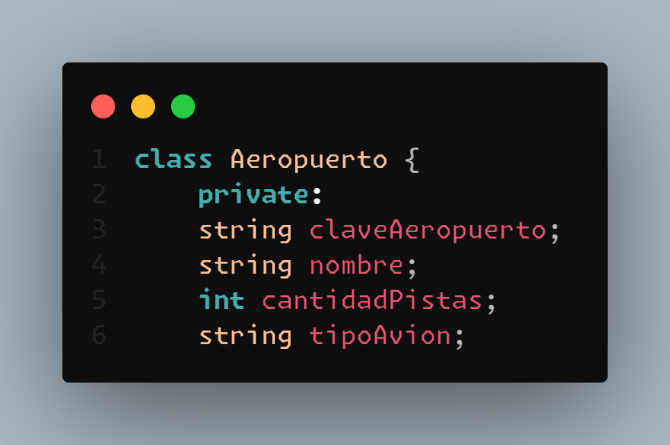 1 class Aeropuerto {
2 private:
3 string claveAeropuerto;
4 string nombre;
5 int cantidadPistas;
6 string tipoAvion;